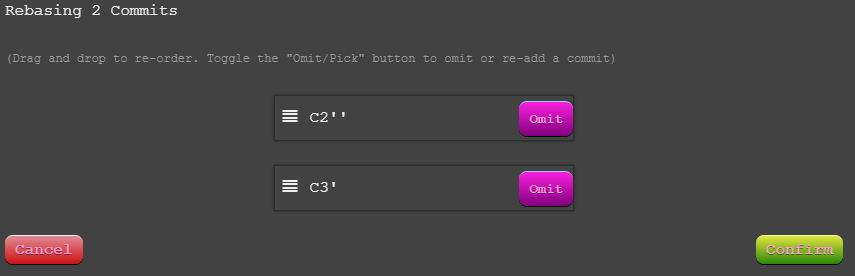 Rebasing 2 Commits
(Drag and drop to re-order. Toggle the "Omit/Pick" button to omit or re-add a commit)
C2'' Omit
C3' Omit
Cancel Confirm